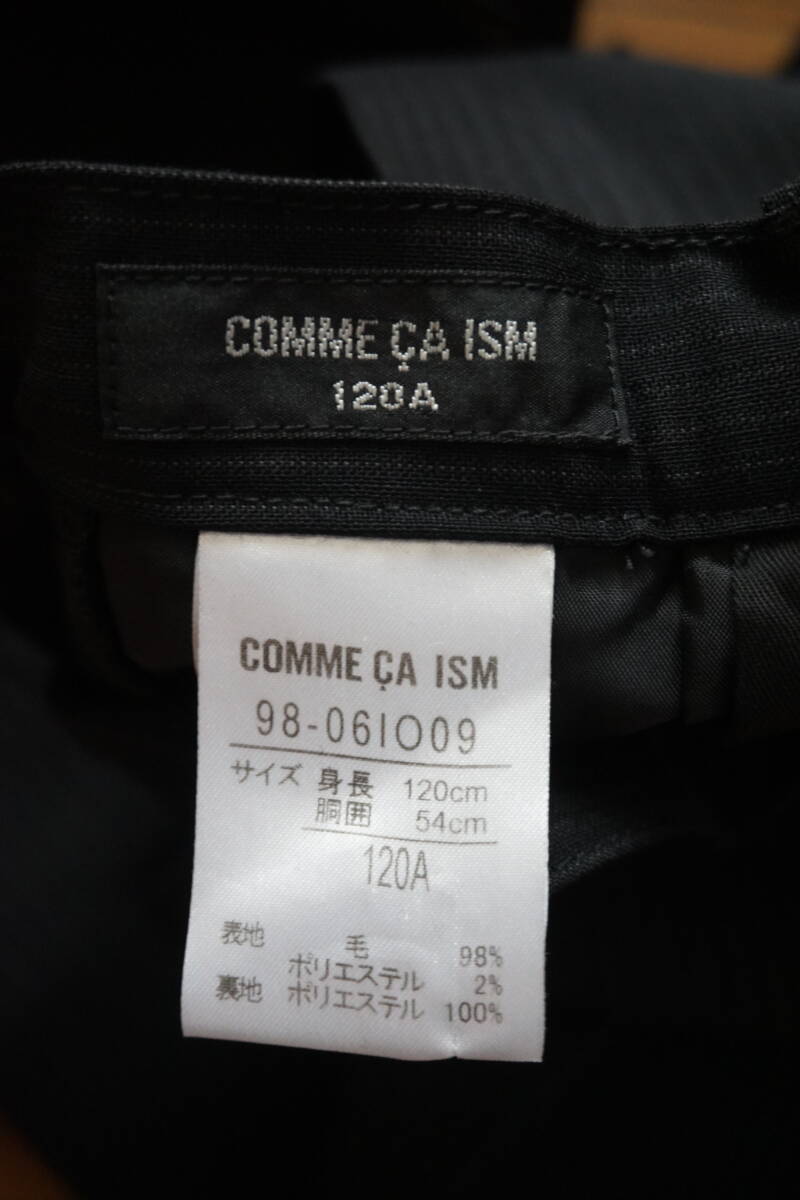 COMME ÇA ISM
120A
COMME ÇA ISM
98-06IO09
サイズ 身長 120cm
胴囲 54cm
120A
表地 毛 98%
ポリエステル 2%
裏地 ポリエステル 100%